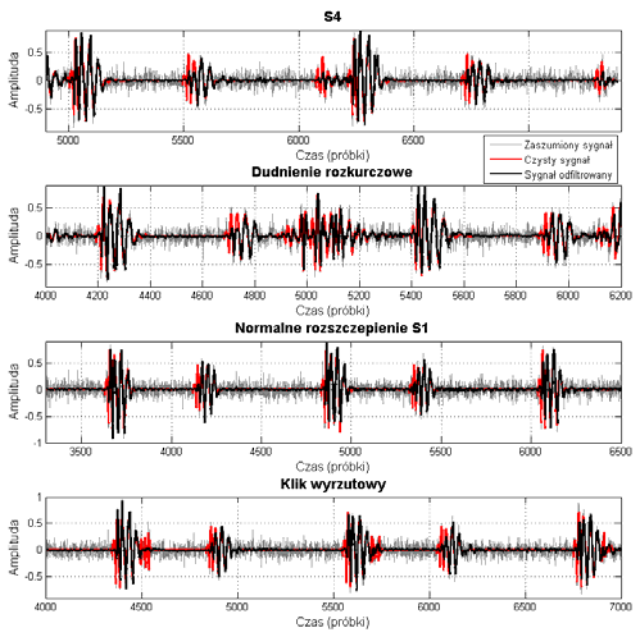 S4
0.5
0
-0.5
Amplituda
5000 5500 6000 6500
Czas (próbki)
Zaszumiony sygnał
Czysty sygnał
Sygnał odfiltrowany
Dudnienie rozkurczowe
0.5
0
-0.5
Amplituda
4000 4200 4400 4600 4800 5000 5200 5400 5600 5800 6000 6200
Czas (próbki)
Normalne rozszczepienie S1
0.5
0
-0.5
-1
Amplituda
3500 4000 4500 5000 5500 6000 6500
Czas (próbki)
Klik wyrzutowy
1
0.5
0
-0.5
Amplituda
4000 4500 5000 5500 6000 6500 7000
Czas (próbki)